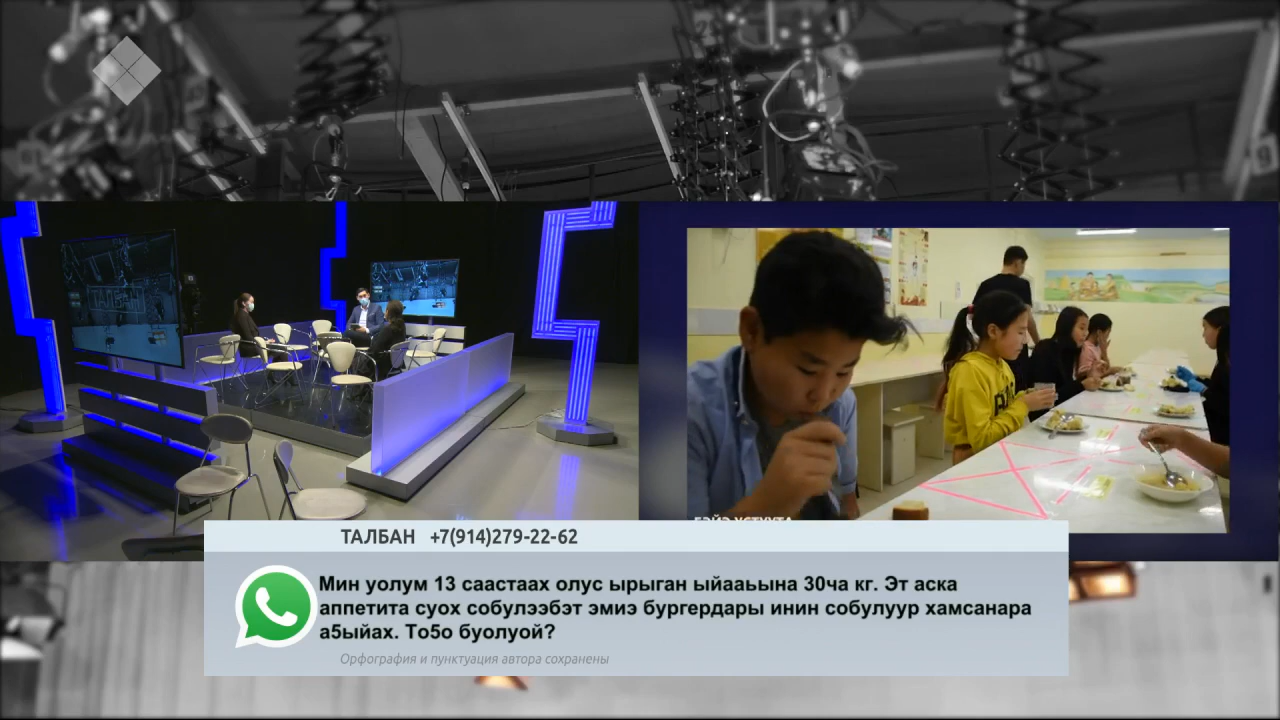 ТАЛБАН +7(914)279-22-62
Мин уолум 13 саастаах олус ырыган ыйааьына 30ча кг. Эт аска
аппетита суох собулээбэт эмиэ бургердары инин собулуур хамсанара
а5ыйах. То5о буолуой?
Орфография и пунктуация автора сохранены